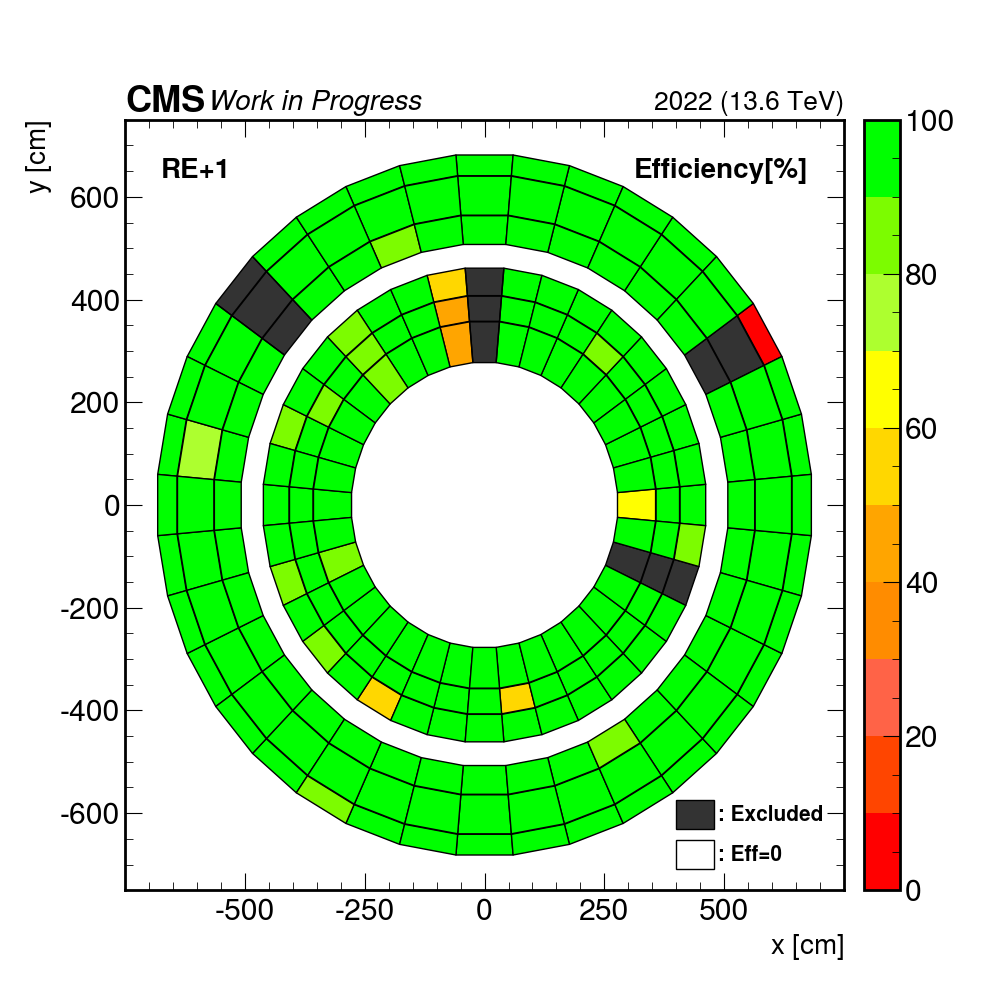 CMS Work in Progress 2022 (13.6 TeV)
y [cm]
RE+1 Efficiency[%]
600
400
200
0
-200
-400
-600
-500 -250 0 250 500
x [cm]
100
80
60
40
20
0
: Excluded
: Eff=0